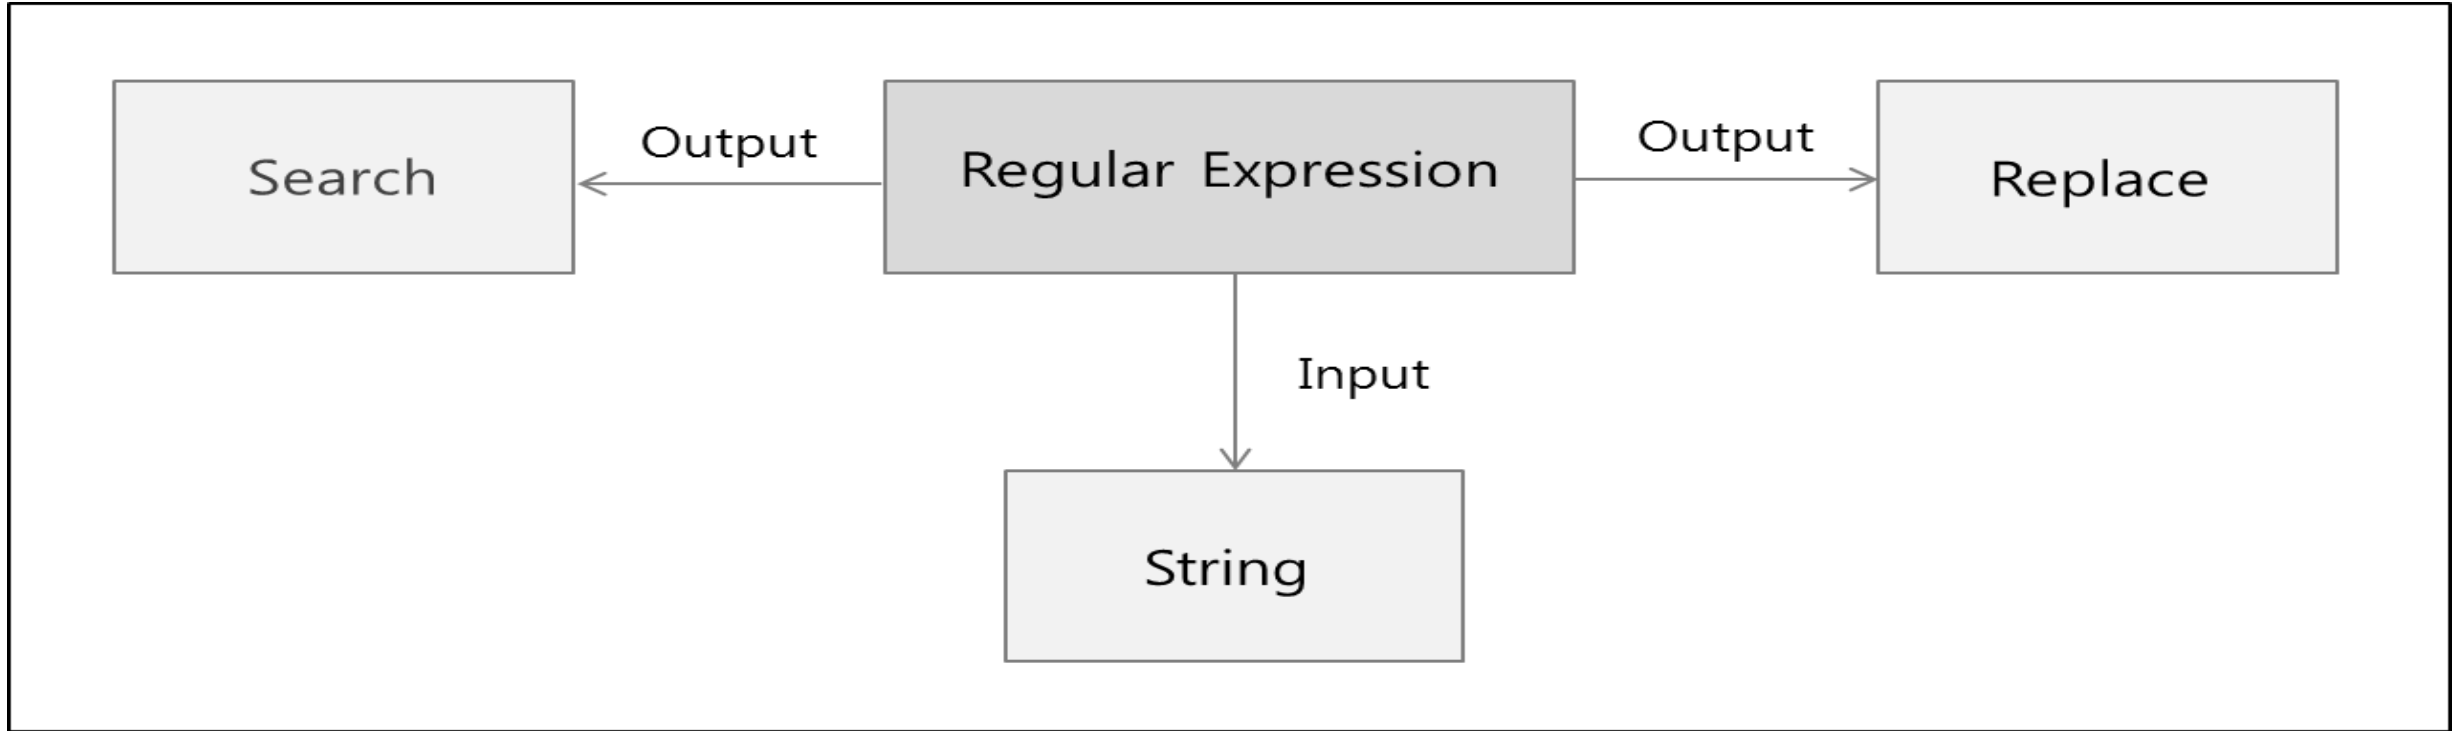 Search
Output
Regular Expression
Output
Replace
Input
String